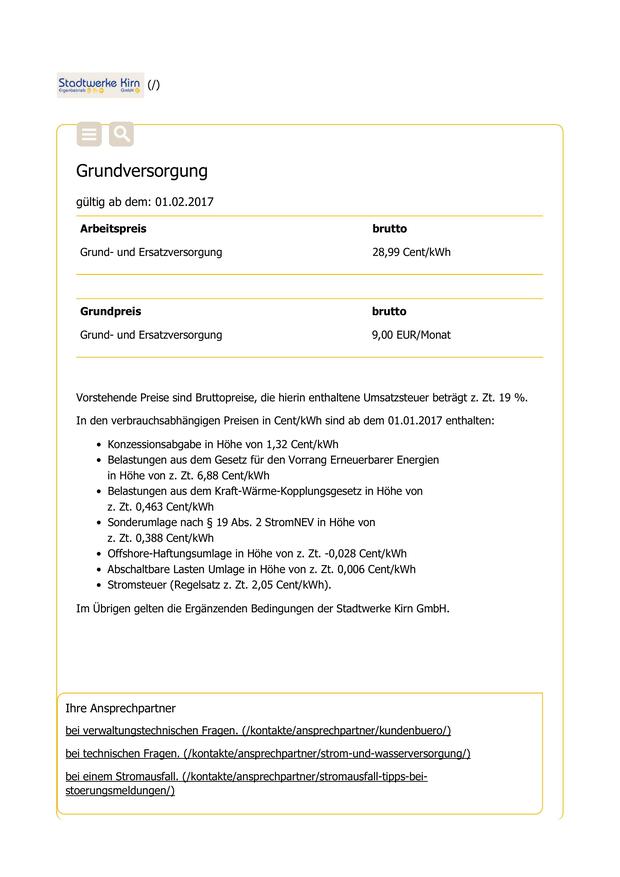 Stadtwerke Kirn (/)
Eigenbetrieb GmbH
Grundversorgung
gültig ab dem: 01.02.2017
Arbeitspreis brutto
Grund- und Ersatzversorgung 28,99 Cent/kWh
Grundpreis brutto
Grund- und Ersatzversorgung 9,00 EUR/Monat
Vorstehende Preise sind Bruttopreise, die hierin enthaltene Umsatzsteuer beträgt z. Zt. 19 %.
In den verbrauchsabhängigen Preisen in Cent/kWh sind ab dem 01.01.2017 enthalten:
• Konzessionsabgabe in Höhe von 1,32 Cent/kWh
• Belastungen aus dem Gesetz für den Vorrang Erneuerbarer Energien
in Höhe von z. Zt. 6,88 Cent/kWh
• Belastungen aus dem Kraft-Wärme-Kopplungsgesetz in Höhe von
z. Zt. 0,463 Cent/kWh
• Sonderumlage nach § 19 Abs. 2 StromNEV in Höhe von
z. Zt. 0,388 Cent/kWh
• Offshore-Haftungsumlage in Höhe von z. Zt. -0,028 Cent/kWh
• Abschaltbare Lasten Umlage in Höhe von z. Zt. 0,006 Cent/kWh
• Stromsteuer (Regelsatz z. Zt. 2,05 Cent/kWh).
Im Übrigen gelten die Ergänzenden Bedingungen der Stadtwerke Kirn GmbH.
Ihre Ansprechpartner
bei verwaltungstechnischen Fragen. (/kontakte/ansprechpartner/kundenbuero/)
bei technischen Fragen. (/kontakte/ansprechpartner/strom-und-wasserversorgung/)
bei einem Stromausfall. (/kontakte/ansprechpartner/stromausfall-tipps-bei-
stoerungsmeldungen/)